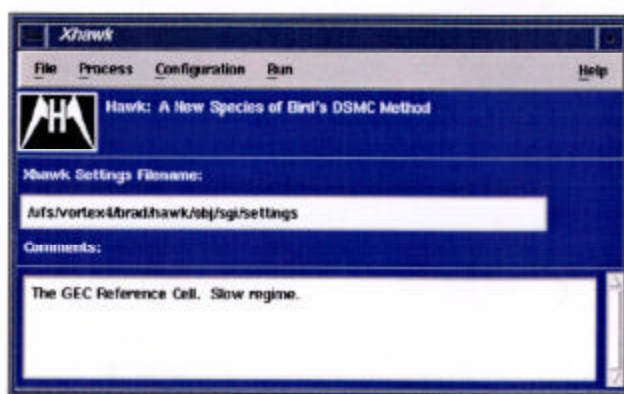 Xhawk
File Process Configuration Run Help
Hawk: A New Species of Bird's DSMC Method
Xhawk Settings Filename:
/ufs/vortex4/brad/hawk/obj/sgi/settings
Comments:
The GEC Reference Cell. Slow regime.